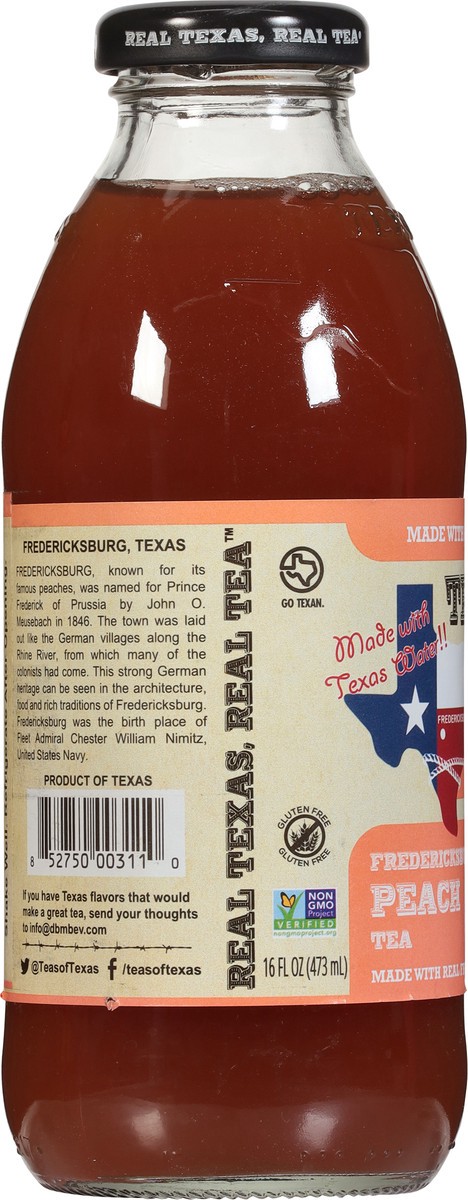 REAL TEXAS, REAL TEA
FREDERICKSBURG, TEXAS
FREDERICKSBURG, known for its
famous peaches, was named for Prince
Frederick of Prussia by John O.
Meusebach in 1846. The town was laid
out like the German villages along the
Rhine River, from which many of the
colonists had come. This strong German
heritage can be seen in the architecture,
food and rich traditions of Fredericksburg.
Fredericksburg was the birth place of
Fleet Admiral Chester William Nimitz,
United States Navy.
PRODUCT OF TEXAS
8 52750 00311 0
If you have Texas flavors that would
make a great tea, send your thoughts
to info@dbmbev.com
@TeasofTexas f /teasoftexas
REAL TEXAS, REAL TEA™
GO TEXAN.
GLUTEN FREE
GLUTEN FREE
NON
GMO
Project
VERIFIED
nongmoproject.org
16 FL OZ (473 mL)
MADE WITH
Made with
Texas Water!!
FREDERICKS
PEACH
TEA
MADE WITH REAL